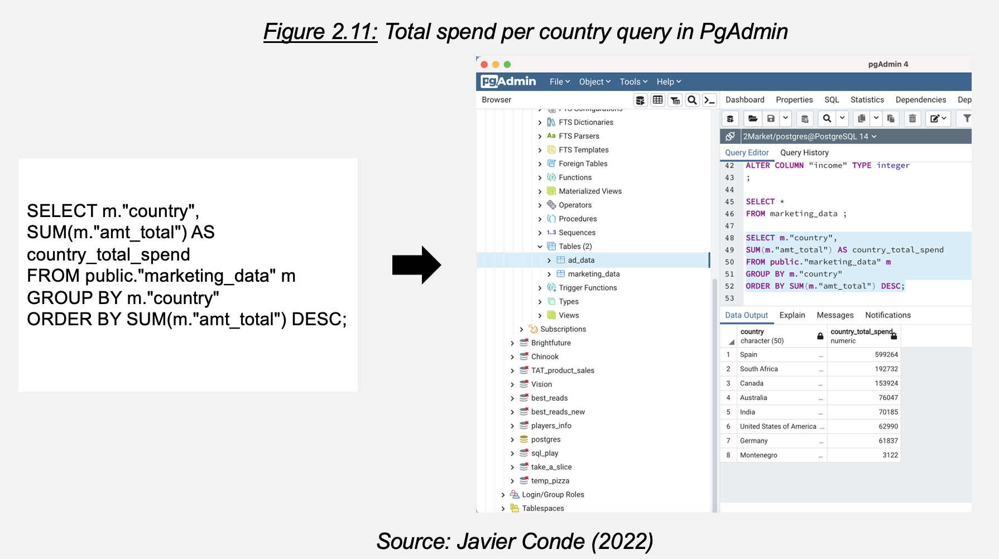 Figure 2.11: Total spend per country query in PgAdmin
SELECT m."country",
SUM(m."amt_total") AS
country_total_spend
FROM public."marketing_data" m
GROUP BY m."country"
ORDER BY SUM(m."amt_total") DESC;
pgAdmin 4
pgAdmin File Object Tools Help
Browser
FTS Configurations
FTS Dictionaries
Aa FTS Parsers
FTS Templates
Foreign Tables
Functions
Materialized Views
Operators
Procedures
1..3 Sequences
Tables (2)
ad_data
marketing_data
Trigger Functions
Types
Views
Subscriptions
Brightfuture
Chinook
TAT_product_sales
Vision
best_reads
best_reads_new
players_info
postgres
sql_play
take_a_slice
temp_pizza
Login/Group Roles
Tablespaces
Dashboard Properties SQL Statistics Dependencies Dep
2Market/postgres@PostgreSQL 14
Query Editor Query History
42 ALTER COLUMN "income" TYPE integer
43 ;
44
45 SELECT *
46 FROM marketing_data ;
47
48 SELECT m."country",
49 SUM(m."amt_total") AS country_total_spend
50 FROM public."marketing_data" m
51 GROUP BY m."country"
52 ORDER BY SUM(m."amt_total") DESC;
53
Data Output Explain Messages Notifications
country country_total_spend
character (50) numeric
1 Spain ... 599264
2 South Africa ... 192732
3 Canada ... 153924
4 Australia ... 76047
5 India ... 70185
6 United States of America ... 62990
7 Germany ... 61837
8 Montenegro ... 3122
Source: Javier Conde (2022)